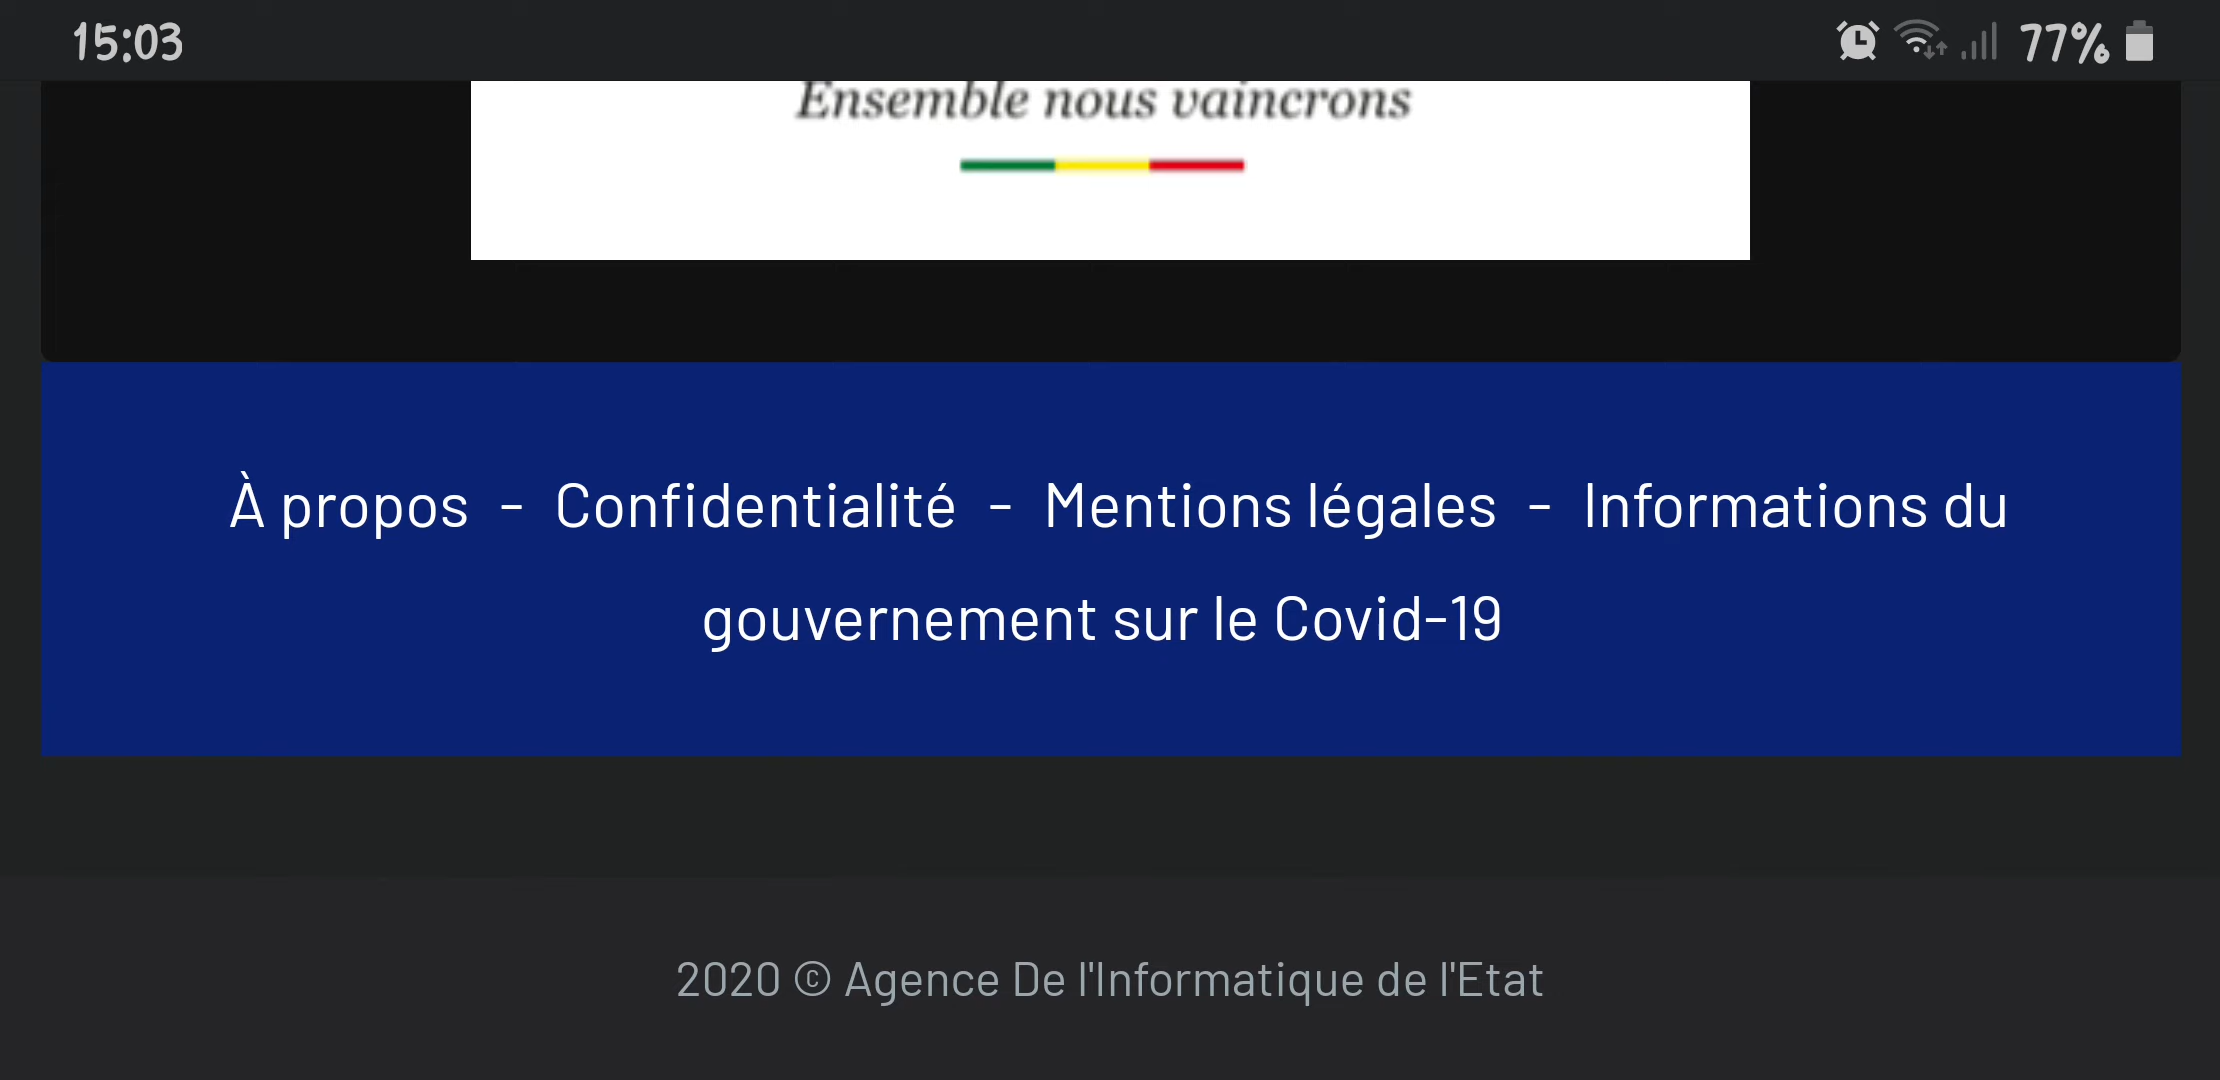 15:03
77%
Ensemble nous vaincrons
À propos - Confidentialité - Mentions légales - Informations du
gouvernement sur le Covid-19
2020 © Agence De l'Informatique de l'Etat